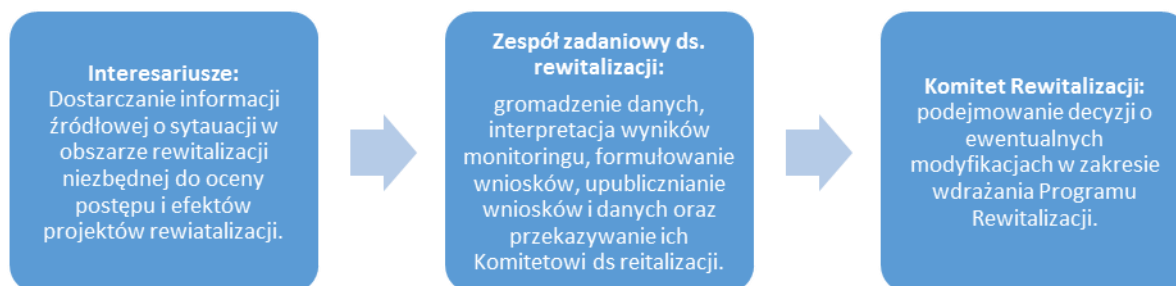 Interesariusze:
Dostarczanie informacji
źródłowej o sytauacji w
obszarze rewitalizacji
niezbędnej do oceny
postępu i efektów
projektów rewiatalizacji.
Zespół zadaniowy ds.
rewitalizacji:
gromadzenie danych,
interpretacja wyników
monitoringu, formułowanie
wniosków, upublicznianie
wniosków i danych oraz
przekazywanie ich
Komitetowi ds reitalizacji.
Komitet Rewitalizacji:
podejmowanie decyzji o
ewentualnych
modyfikacjach w zakresie
wdrażania Programu
Rewitalizacji.